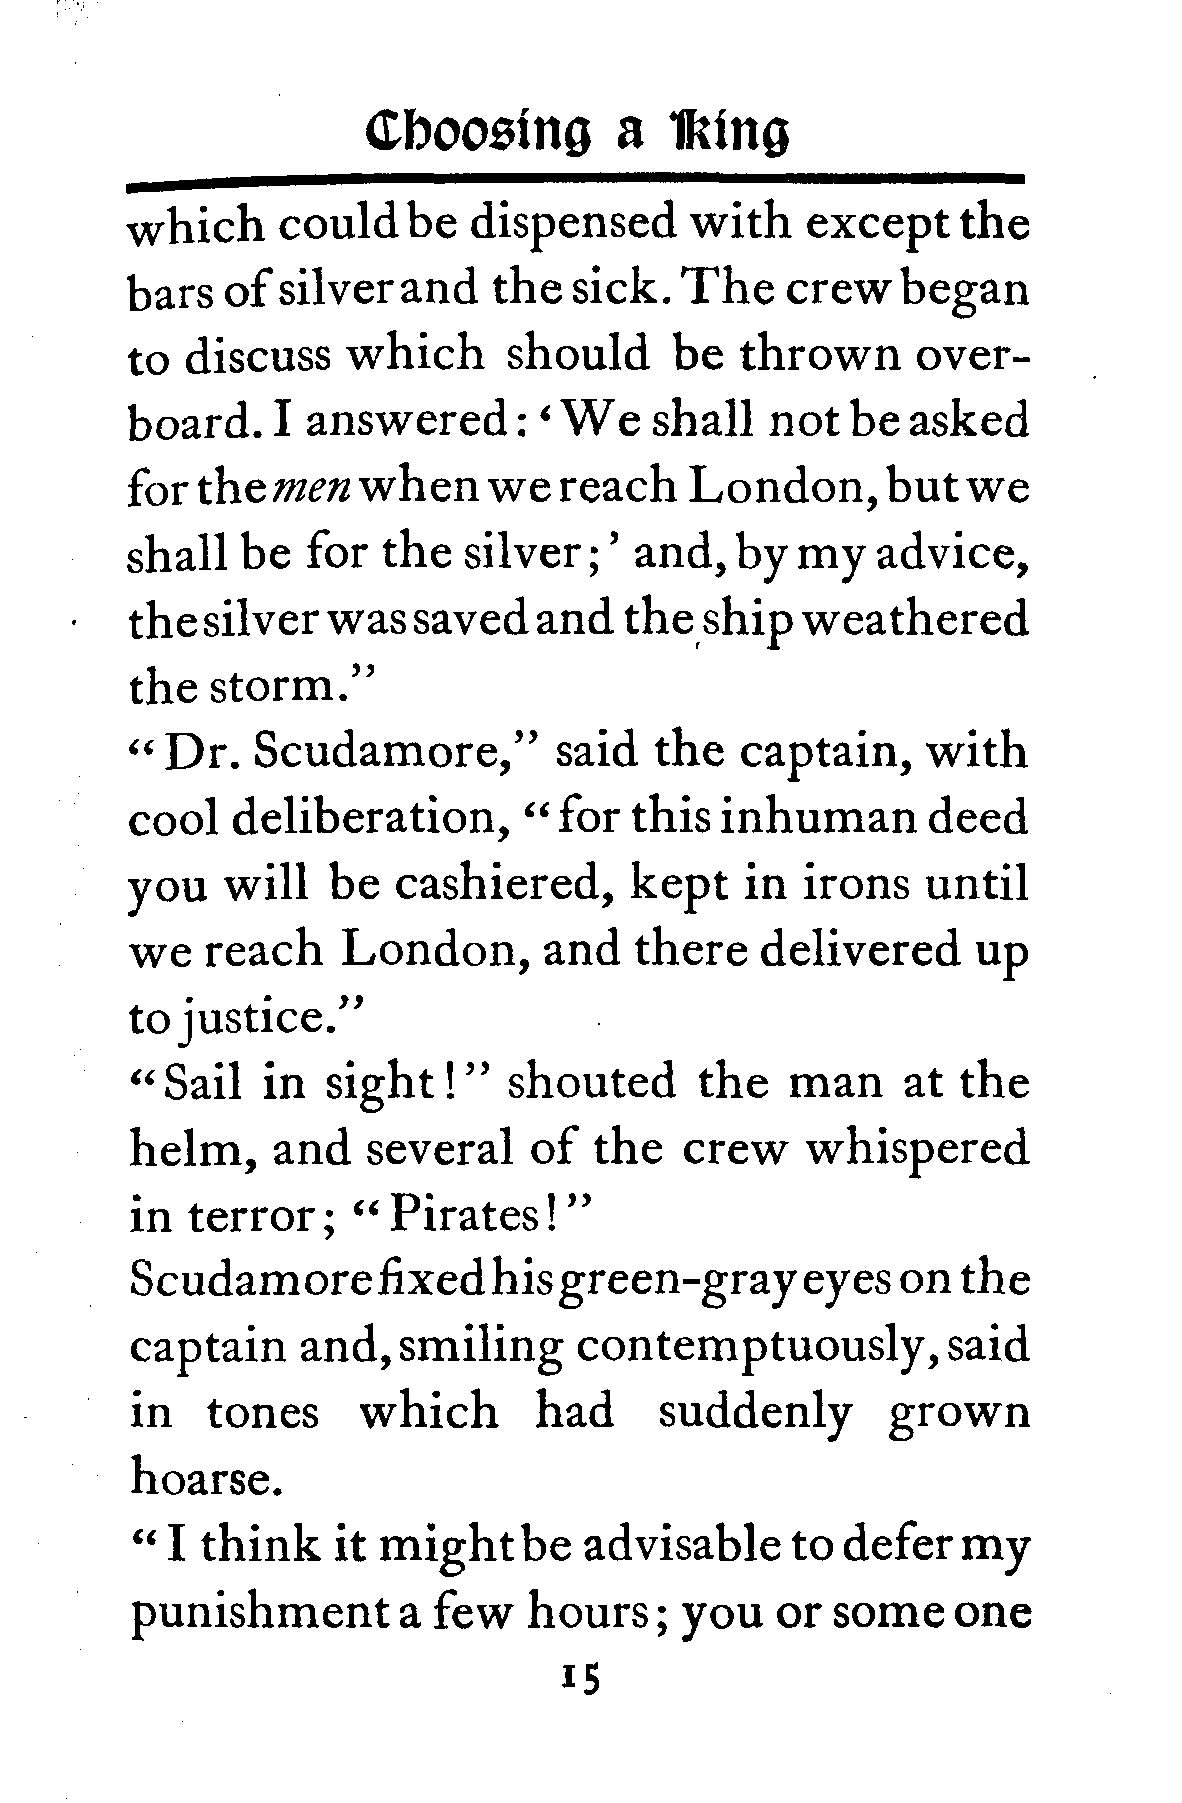 Choosing a King
which could be dispensed with except the
bars of silver and the sick. The crew began
to discuss which should be thrown over-
board. I answered: ‘We shall not be asked
for the men when we reach London, but we
shall be for the silver;’ and, by my advice,
the silver was saved and the ship weathered
the storm.”
“Dr. Scudamore,” said the captain, with
cool deliberation, “for this inhuman deed
you will be cashiered, kept in irons until
we reach London, and there delivered up
to justice.”
“Sail in sight!” shouted the man at the
helm, and several of the crew whispered
in terror; “Pirates!”
Scudamore fixed his green-gray eyes on the
captain and, smiling contemptuously, said
in tones which had suddenly grown
hoarse.
“I think it might be advisable to defer my
punishment a few hours; you or some one
15